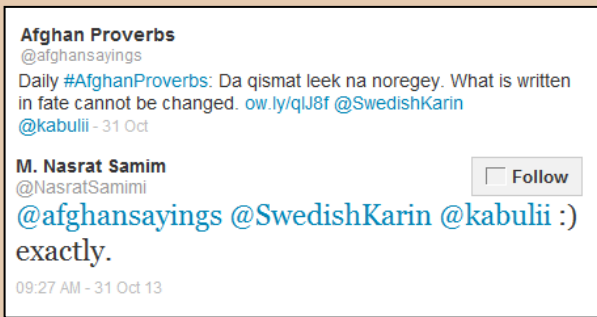 Afghan Proverbs
@afghansayings
Daily #AfghanProverbs: Da qismat leek na noregey. What is written
in fate cannot be changed. ow.ly/qlJ8f @SwedishKarin
@kabulii - 31 Oct
M. Nasrat Samim
@NasratSamimi
Follow
@afghansayings @SwedishKarin @kabulii :)
exactly.
09:27 AM - 31 Oct 13